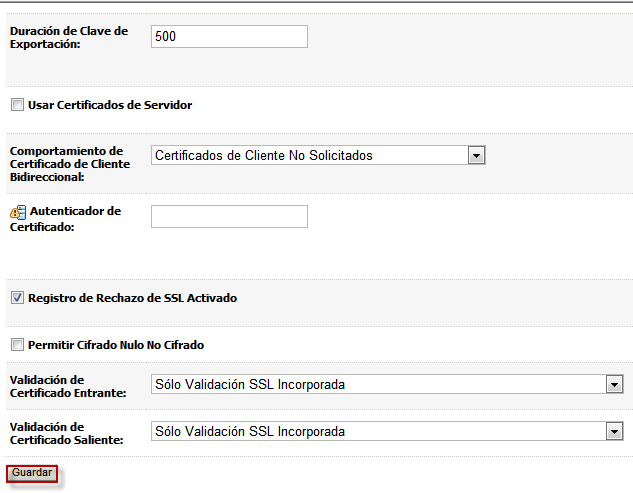 Duración de Clave de
Exportación:
500
Usar Certificados de Servidor
Comportamiento de
Certificado de Cliente
Bidireccional:
Certificados de Cliente No Solicitados
Autenticador de
Certificado:
Registro de Rechazo de SSL Activado
Permitir Cifrado Nulo No Cifrado
Validación de
Certificado Entrante:
Sólo Validación SSL Incorporada
Validación de
Certificado Saliente:
Sólo Validación SSL Incorporada
Guardar